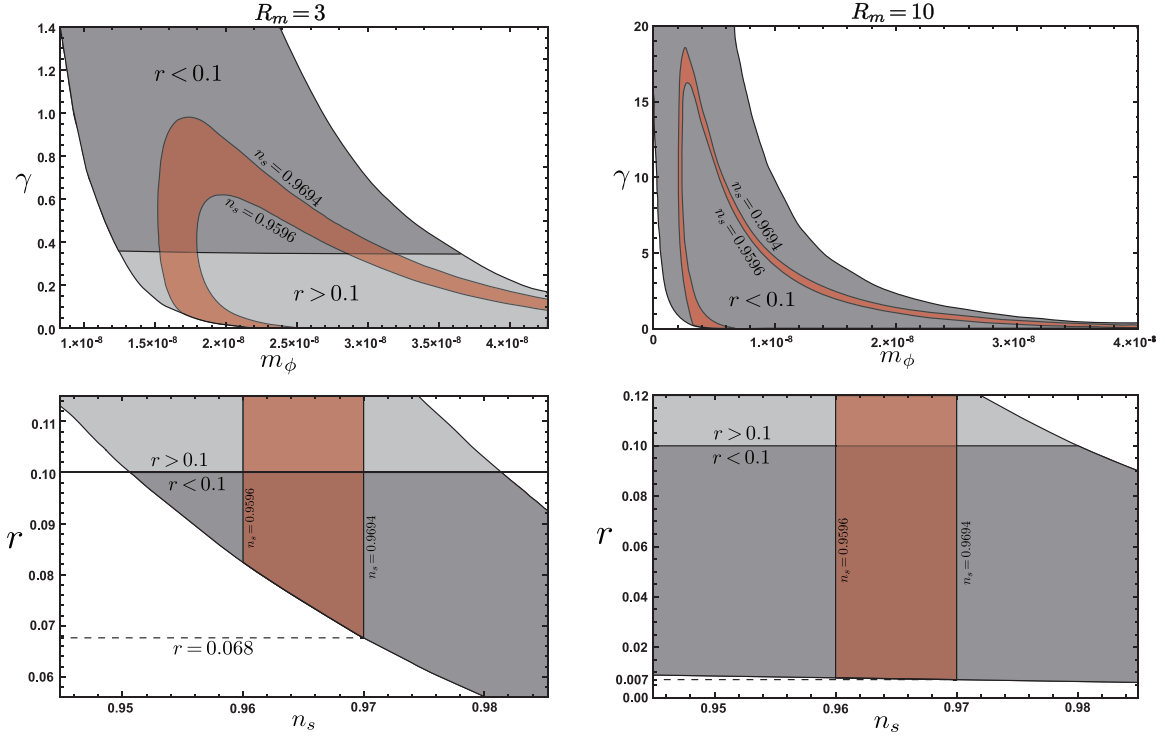 R_m = 3
1.4
1.2
1.0
0.8
0.6
0.4
0.2
0.0
γ
r < 0.1
n_s = 0.9694
n_s = 0.9596
r > 0.1
1.×10⁻⁸ 1.5×10⁻⁸ 2.×10⁻⁸ 2.5×10⁻⁸ 3.×10⁻⁸ 3.5×10⁻⁸ 4.×10⁻⁸
m_ϕ
R_m = 10
20
15
10
5
0
γ
n_s = 0.9694
n_s = 0.9596
r < 0.1
0 1.×10⁻⁸ 2.×10⁻⁸ 3.×10⁻⁸ 4.×10⁻⁸
m_ϕ
0.11
0.10
0.09
0.08
0.07
0.06
r
r > 0.1
r < 0.1
n_s = 0.9596
n_s = 0.9694
r = 0.068
0.95 0.96 0.97 0.98
n_s
0.12
0.10
0.08
0.06
0.04
0.02
0.007
0.00
r
r > 0.1
r < 0.1
n_s = 0.9596
n_s = 0.9694
0.95 0.96 0.97 0.98
n_s